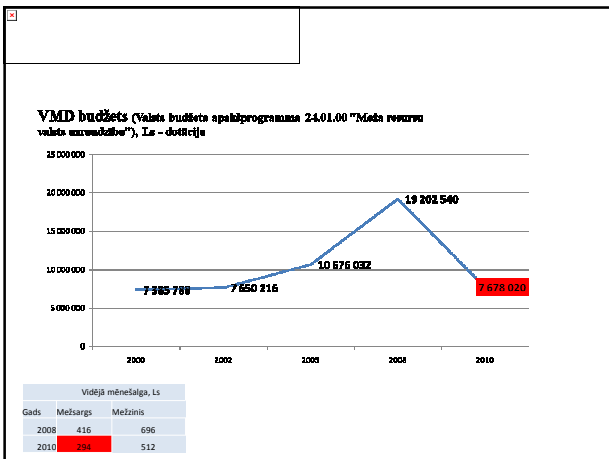 VMD budžets (Valsts budžeta apakšprogramma 24.01.00 "Meža resursu
valsts uzraudzība"), Ls - dotācija
25 000 000
20 000 000
15 000 000
10 000 000
5 000 000
0
19 202 540
10 676 032
7 650 216
7 678 020
2000
2002
2008
2010
Vidējā mēnešalga, Ls
Gads Mežsargs Mežzinis
2008 416 696
2010 294 512